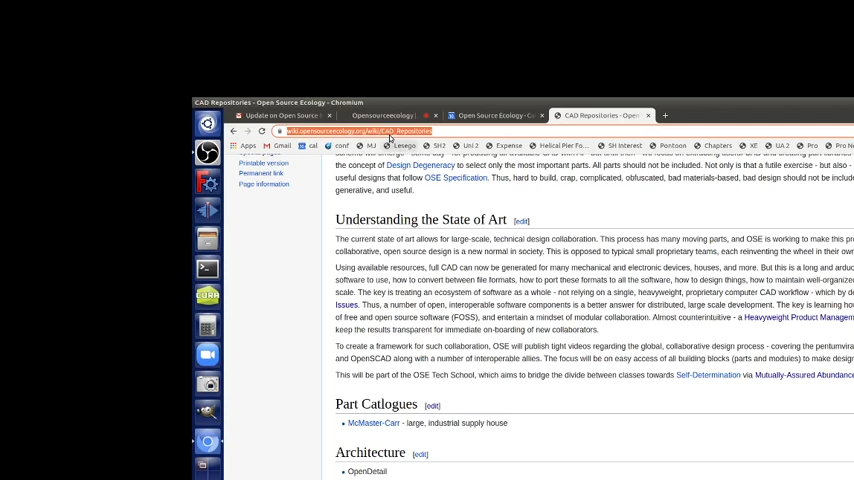 CAD Repositories - Open Source Ecology - Chromium
Update on Open Source
Opensourceecology
Open Source Ecology - Ca
CAD Repositories - Open
wiki.opensourceecology.org/wiki/CAD_Repositories
Apps Gmail cal conf MJ Lesego SH2 Uni 2 Expense Helical Pier Fo... SH Interest Pontoon Charts XE UA 2 Pro Pro No
Printable version
Permanent link
Page information
the concept of Design Degeneracy to select only the most important parts. All parts should not be included. Not only is that a futile exercise - but also -
useful designs that follow OSE Specification. Thus, hard to build, crap, complicated, obfuscated, bad materials-based, bad design should not be include
generative, and useful.
Understanding the State of Art [edit]
The current state of art allows for large-scale, technical design collaboration. This process has many moving parts, and OSE is working to make this pr
collaborative, open source design is a new normal in society. This is opposed to typical small proprietary teams, each reinventing the wheel in their own
Using available resources, full CAD can now be generated for many mechanical and electronic devices, houses, and more. But this is a long and ardu
software to use, how to convert between file formats, how to port these formats to all the software, how to design things, how to maintain well-organize
scale. The key is treating an ecosystem of software as a whole - not relying on a single, heavyweight, proprietary computer CAD workflow - which by de
Issues. Thus, a number of open, interoperable software components is a better answer for distributed, large scale development. The key is learning how
of free and open source software (FOSS), and entertain a mindset of modular collaboration. Almost counterintuitive - a Heavyweight Product Managem
keep the results transparent for immediate on-boarding of new collaborators.
To create a framework for such collaboration, OSE will publish tight videos regarding the global, collaborative design process - covering the pentumvira
and OpenSCAD along with a number of interoperable allies. The focus will be on easy access of all building blocks (parts and modules) to make design
This will be part of the OSE Tech School, which aims to bridge the divide between classes towards Self-Determination via Mutually-Assured Abundance
Part Catlogues [edit]
McMaster-Carr - large, industrial supply house
Architecture [edit]
OpenDetail
CURA